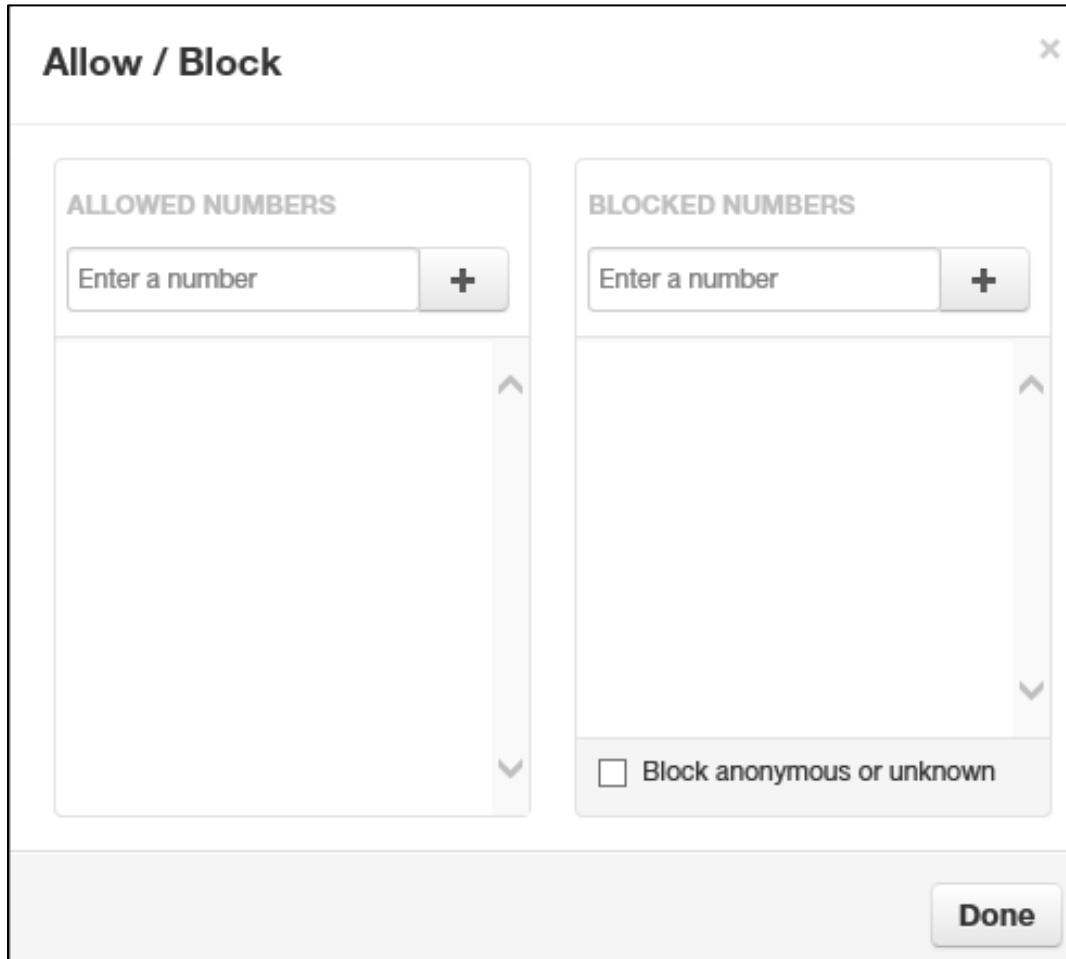 Allow / Block
ALLOWED NUMBERS
Enter a number
BLOCKED NUMBERS
Enter a number
Block anonymous or unknown
Done